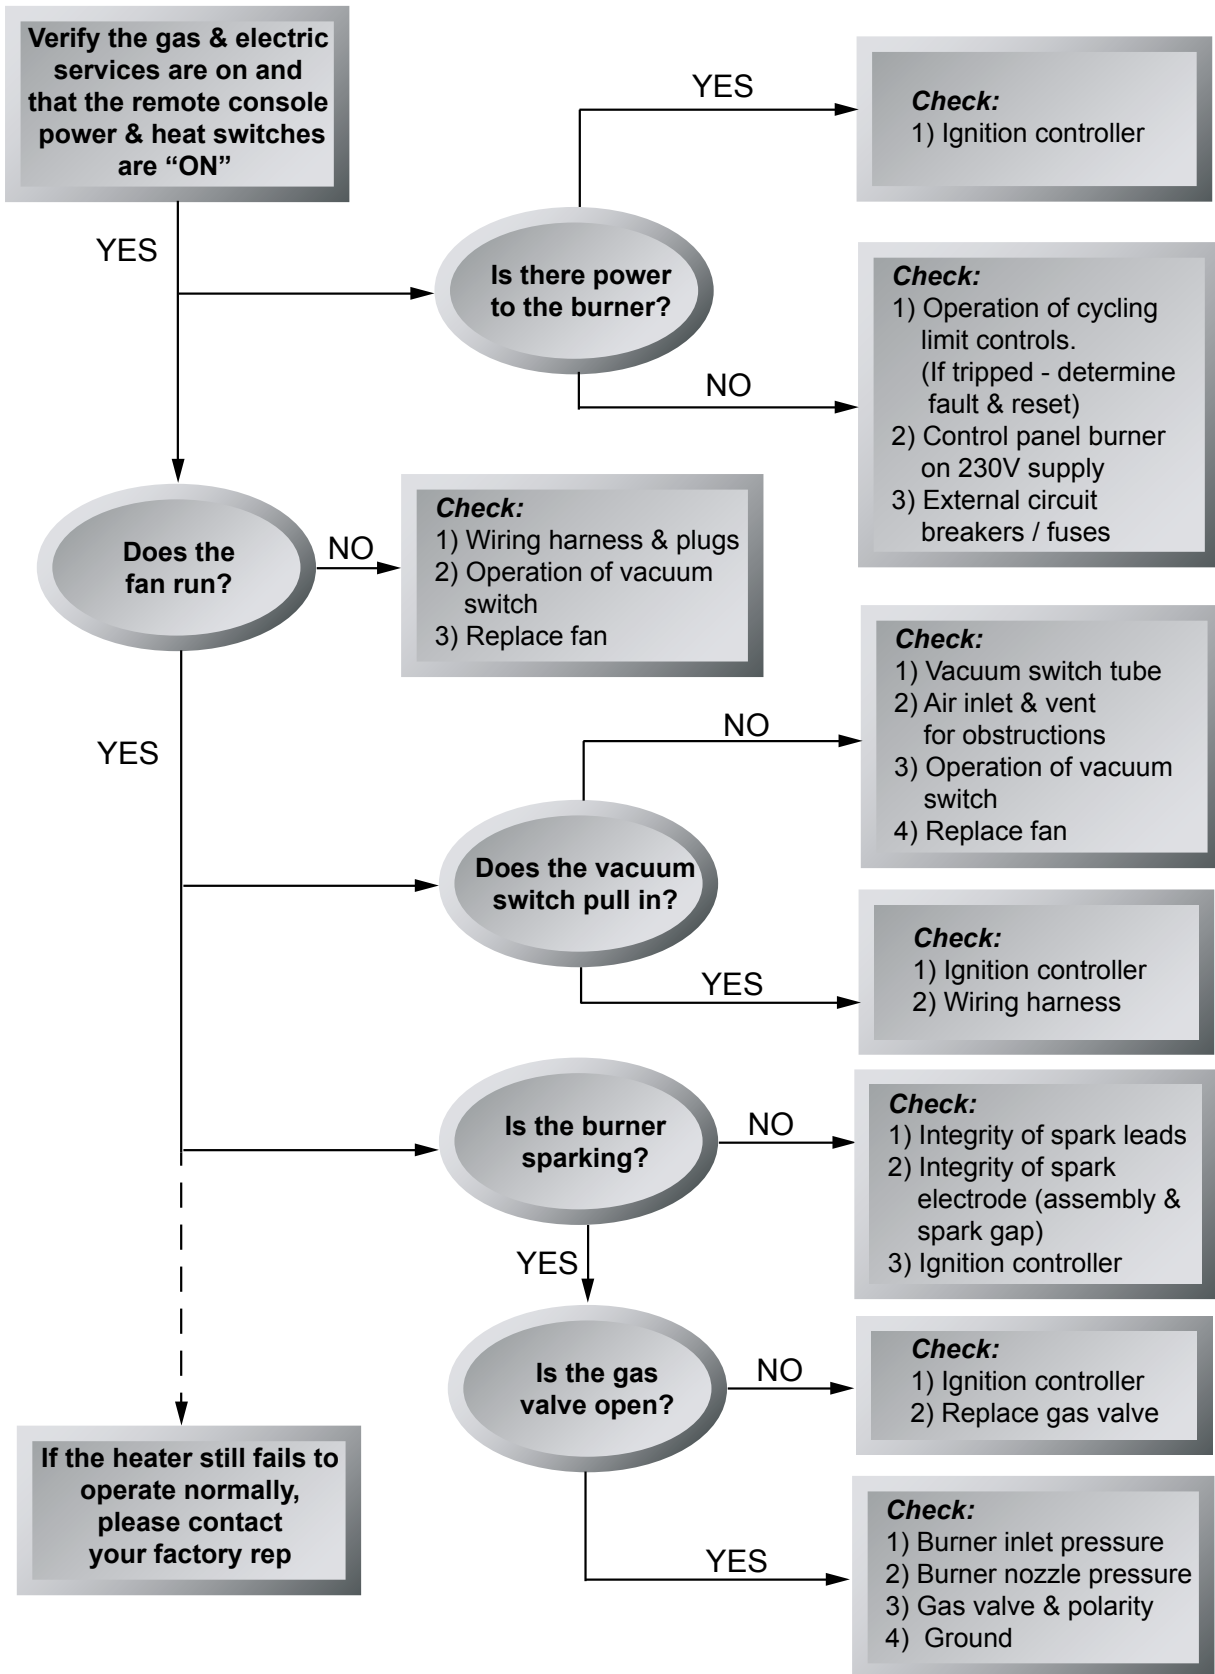 Verify the gas & electric
services are on and
that the remote console
power & heat switches
are “ON”
YES
Is there power
to the burner?
YES
Check:
1) Ignition controller
NO
Check:
1) Operation of cycling
limit controls.
(If tripped - determine
fault & reset)
2) Control panel burner
on 230V supply
3) External circuit
breakers / fuses
Does the
fan run?
NO
Check:
1) Wiring harness & plugs
2) Operation of vacuum
switch
3) Replace fan
YES
Does the vacuum
switch pull in?
NO
Check:
1) Vacuum switch tube
2) Air inlet & vent
for obstructions
3) Operation of vacuum
switch
4) Replace fan
YES
Check:
1) Ignition controller
2) Wiring harness
Is the burner
sparking?
NO
Check:
1) Integrity of spark leads
2) Integrity of spark
electrode (assembly &
spark gap)
3) Ignition controller
YES
Is the gas
valve open?
NO
Check:
1) Ignition controller
2) Replace gas valve
YES
Check:
1) Burner inlet pressure
2) Burner nozzle pressure
3) Gas valve & polarity
4) Ground
If the heater still fails to
operate normally,
please contact
your factory rep